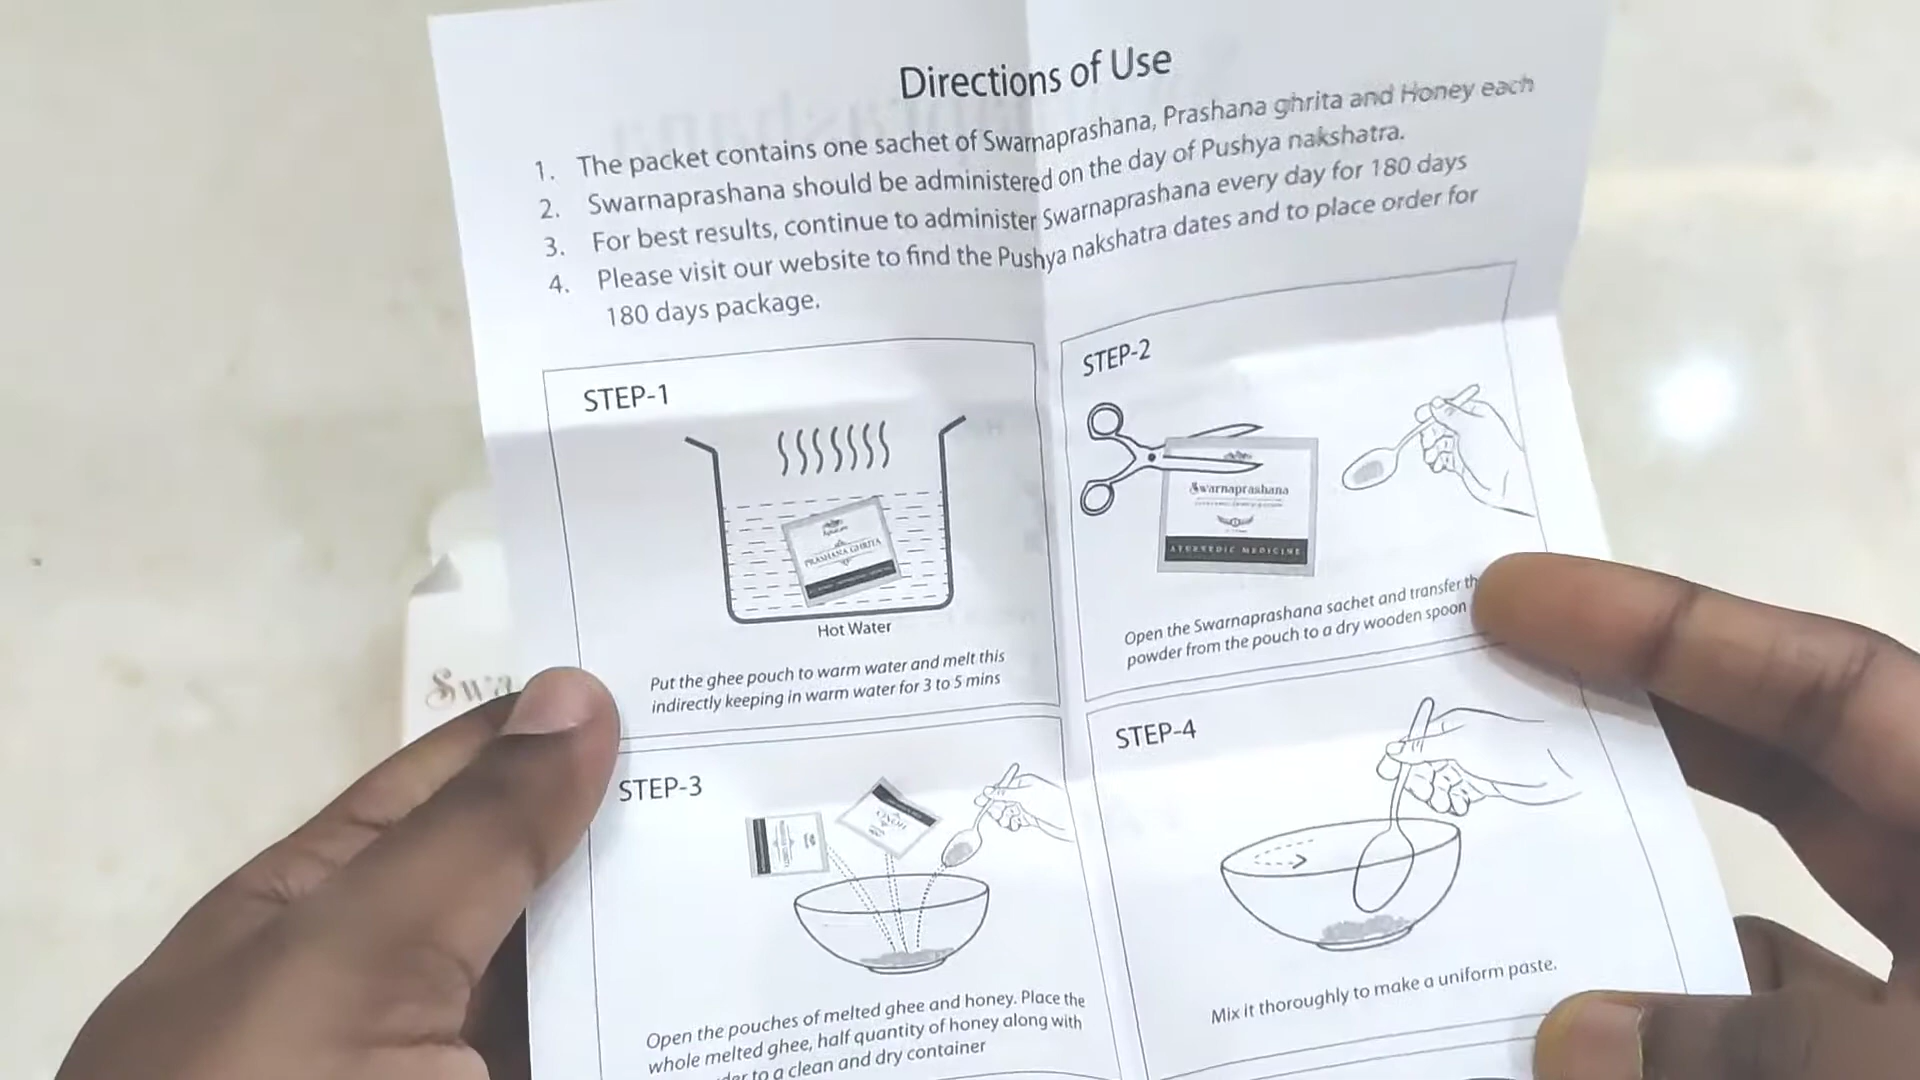 Directions of Use
1. The packet contains one sachet of Swarnaprashana, Prashana ghrita and Honey each
2. Swarnaprashana should be administered on the day of Pushya nakshatra.
3. For best results, continue to administer Swarnaprashana every day for 180 days
4. Please visit our website to find the Pushya nakshatra dates and to place order for
180 days package.
STEP-1
PRASHANA GHRITA
Hot Water
Put the ghee pouch to warm water and melt this
indirectly keeping in warm water for 3 to 5 mins
STEP-2
Swarnaprashana
AYURVEDIC MEDICINE
Open the Swarnaprashana sachet and transfer th
powder from the pouch to a dry wooden spoon
STEP-3
HONEY
Open the pouches of melted ghee and honey. Place the
whole melted ghee, half quantity of honey along with
der to a clean and dry container
STEP-4
Mix it thoroughly to make a uniform paste.
Swa